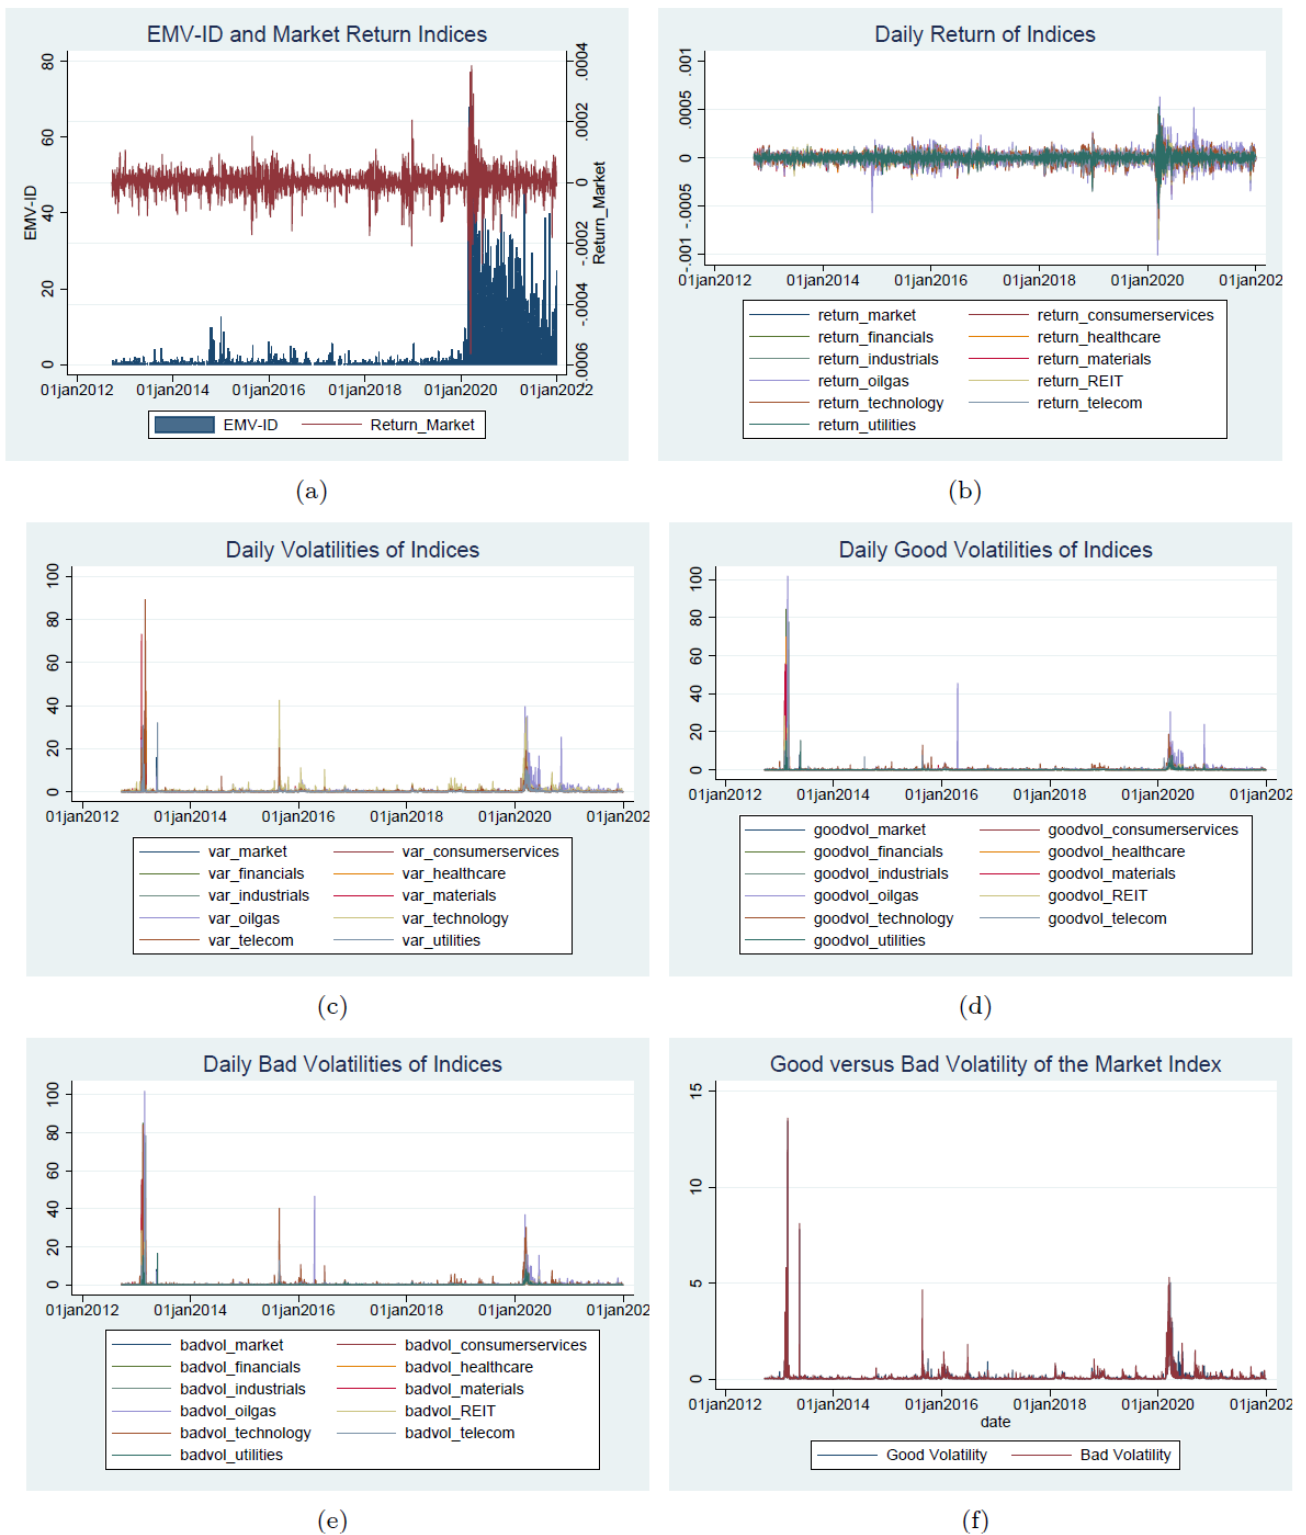 EMV-ID and Market Return Indices
80
60
40
20
0
EMV-ID
.0004
.0002
0
-.0002
-.0004
-.0006
Return_Market
01jan2012 01jan2014 01jan2016 01jan2018 01jan2020 01jan2022
EMV-ID Return_Market
(a)
Daily Return of Indices
.001
.0005
0
-.0005
-.001
01jan2012 01jan2014 01jan2016 01jan2018 01jan2020 01jan202
return_market return_consumerservices
return_financials return_healthcare
return_industrials return_materials
return_oilgas return_REIT
return_technology return_telecom
return_utilities
(b)
Daily Volatilities of Indices
100
80
60
40
20
0
01jan2012 01jan2014 01jan2016 01jan2018 01jan2020 01jan202
var_market var_consumerservices
var_financials var_healthcare
var_industrials var_materials
var_oilgas var_technology
var_telecom var_utilities
(c)
Daily Good Volatilities of Indices
100
80
60
40
20
0
01jan2012 01jan2014 01jan2016 01jan2018 01jan2020 01jan202
goodvol_market goodvol_consumerservices
goodvol_financials goodvol_healthcare
goodvol_industrials goodvol_materials
goodvol_oilgas goodvol_REIT
goodvol_technology goodvol_telecom
goodvol_utilities
(d)
Daily Bad Volatilities of Indices
100
80
60
40
20
0
01jan2012 01jan2014 01jan2016 01jan2018 01jan2020 01jan202
badvol_market badvol_consumerservices
badvol_financials badvol_healthcare
badvol_industrials badvol_materials
badvol_oilgas badvol_REIT
badvol_technology badvol_telecom
badvol_utilities
(e)
Good versus Bad Volatility of the Market Index
15
10
5
0
01jan2012 01jan2014 01jan2016 01jan2018 01jan2020 01jan202
date
Good Volatility Bad Volatility
(f)